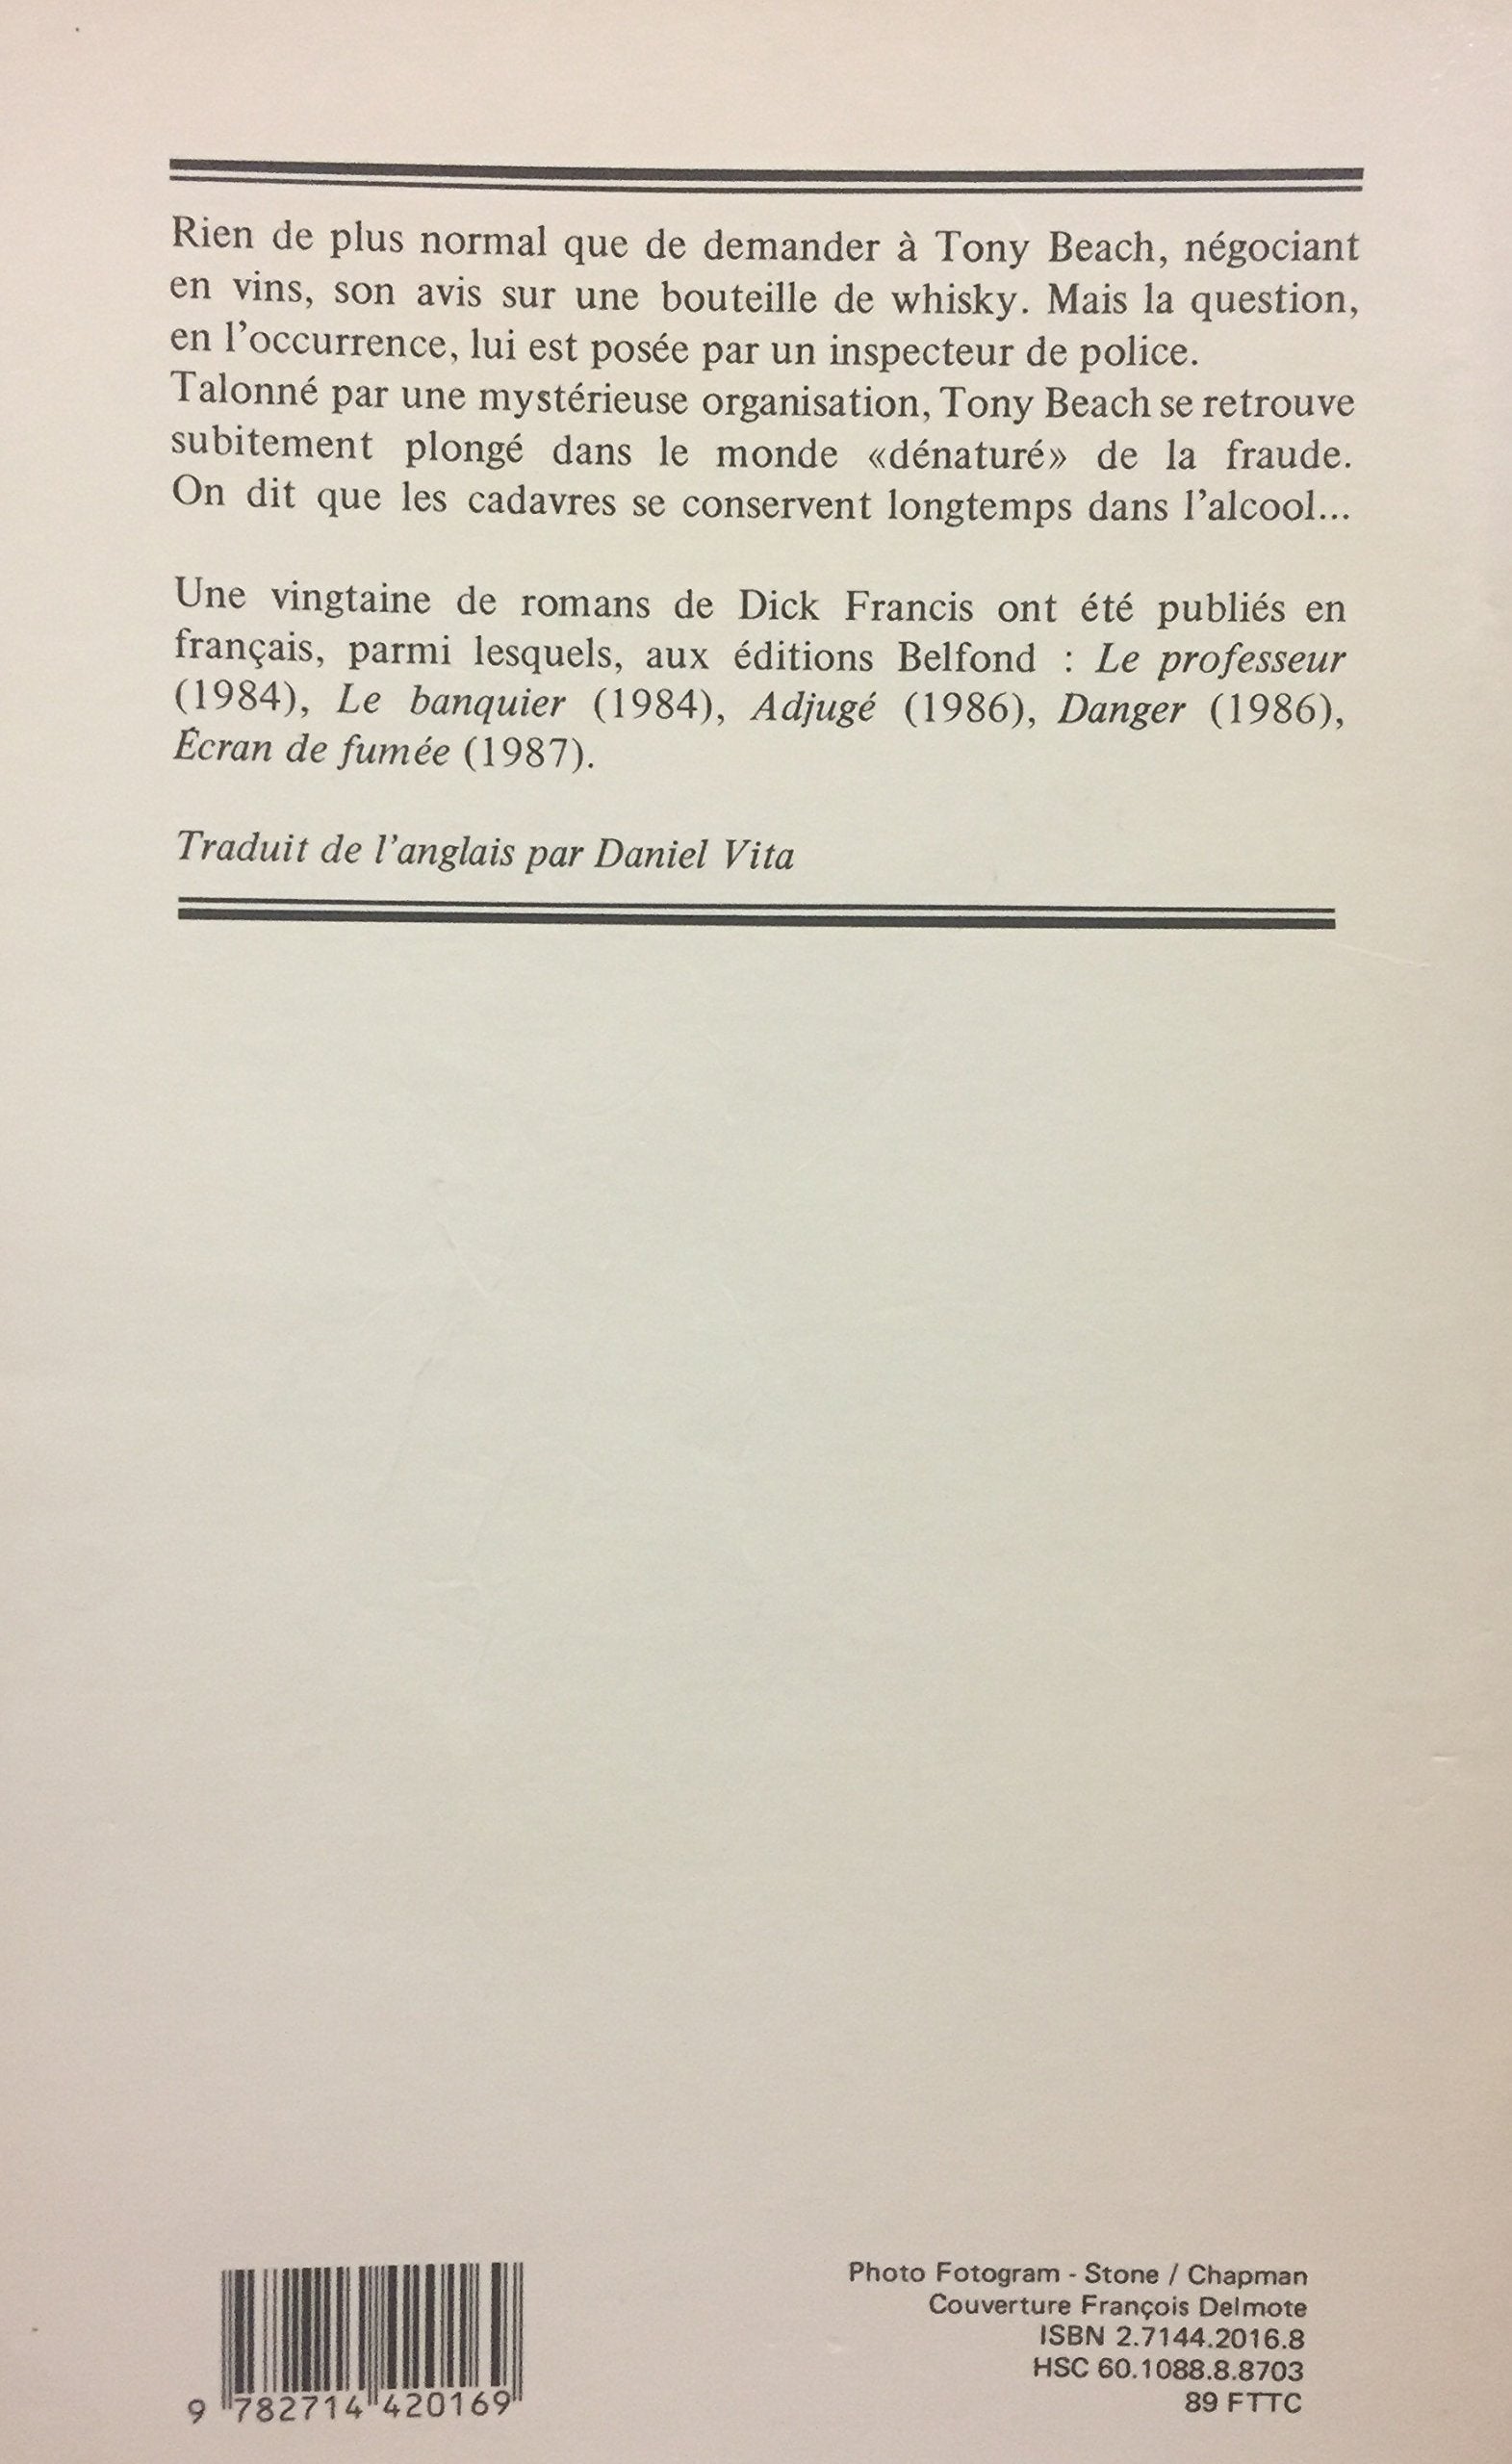 Rien de plus normal que de demander à Tony Beach, négociant
en vins, son avis sur une bouteille de whisky. Mais la question,
en l'occurrence, lui est posée par un inspecteur de police.
Talonné par une mystérieuse organisation, Tony Beach se retrouve
subitement plongé dans le monde «dénaturé» de la fraude.
On dit que les cadavres se conservent longtemps dans l'alcool...
Une vingtaine de romans de Dick Francis ont été publiés en
français, parmi lesquels, aux éditions Belfond : Le professeur
(1984), Le banquier (1984), Adjugé (1986), Danger (1986),
Écran de fumée (1987).
Traduit de l'anglais par Daniel Vita
Photo Fotogram - Stone / Chapman
Couverture François Delmote
ISBN 2.7144.2016.8
HSC 60.1088.8.8703
89 FTTC
9 782714 420169